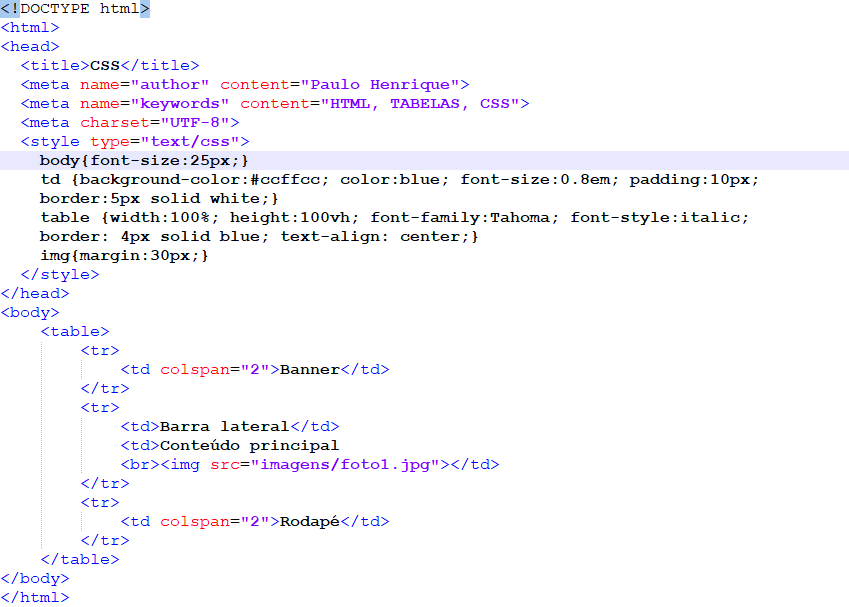 <!DOCTYPE html>
<html>
<head>
  <title>CSS</title>
  <meta name="author" content="Paulo Henrique">
  <meta name="keywords" content="HTML, TABELAS, CSS">
  <meta charset="UTF-8">
  <style type="text/css">
    body{font-size:25px;}
    td {background-color:#ccffcc; color:blue; font-size:0.8em; padding:10px;
    border:5px solid white;}
    table {width:100%; height:100vh; font-family:Tahoma; font-style:italic;
    border: 4px solid blue; text-align: center;}
    img{margin:30px;}
  </style>
</head>
<body>
    <table>
        <tr>
            <td colspan="2">Banner</td>
        </tr>
        <tr>
            <td>Barra lateral</td>
            <td>Conteúdo principal
            <br><img src="imagens/foto1.jpg"></td>
        </tr>
        <tr>
            <td colspan="2">Rodapé</td>
        </tr>
    </table>
</body>
</html>